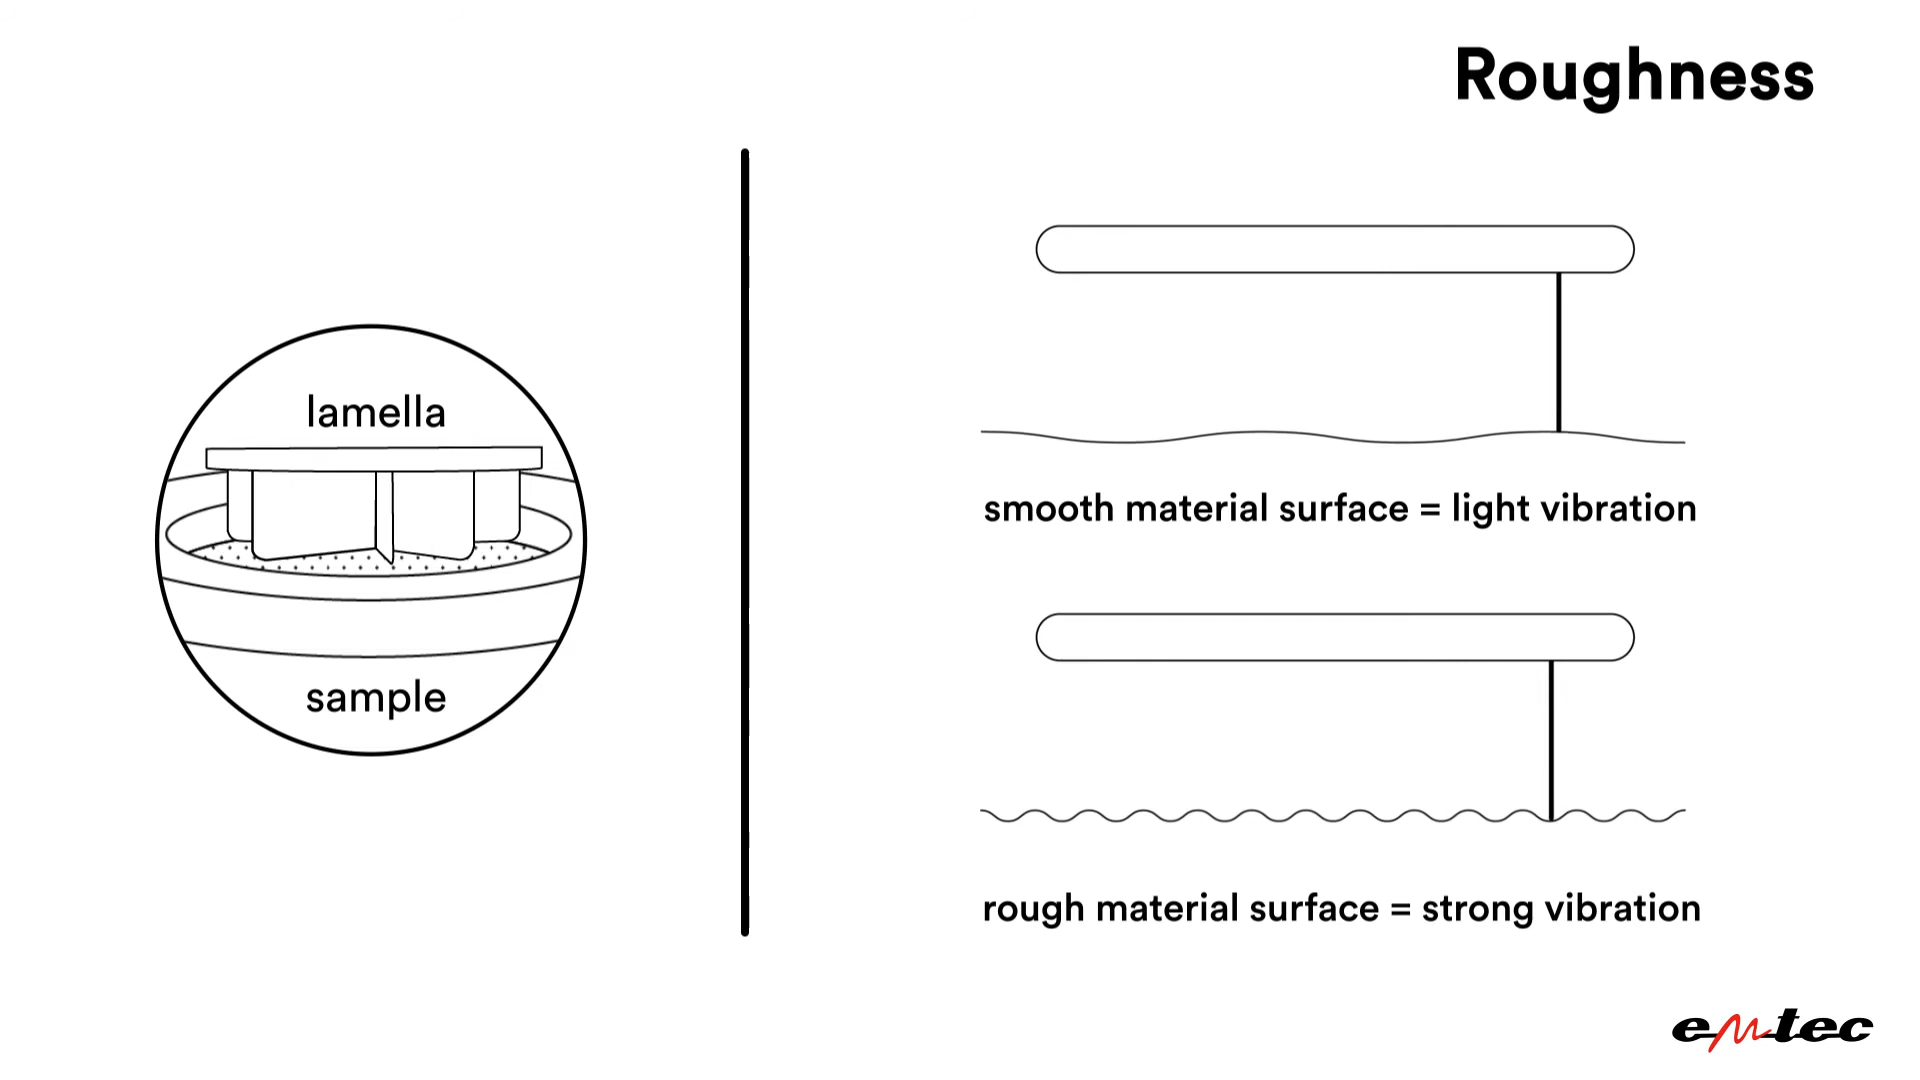 Roughness
lamella
sample
smooth material surface = light vibration
rough material surface = strong vibration
emtec